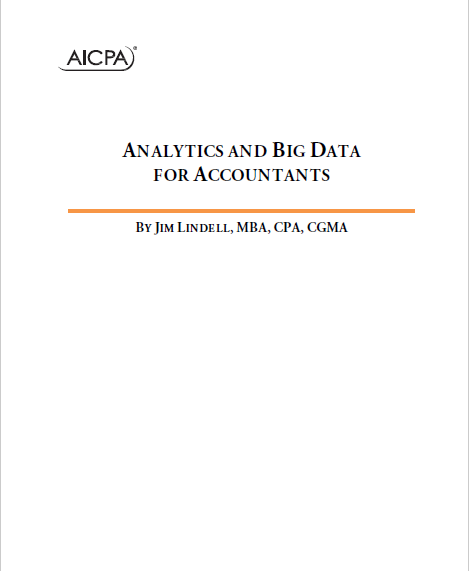 AICPA®
ANALYTICS AND BIG DATA
FOR ACCOUNTANTS
BY JIM LINDELL, MBA, CPA, CGMA